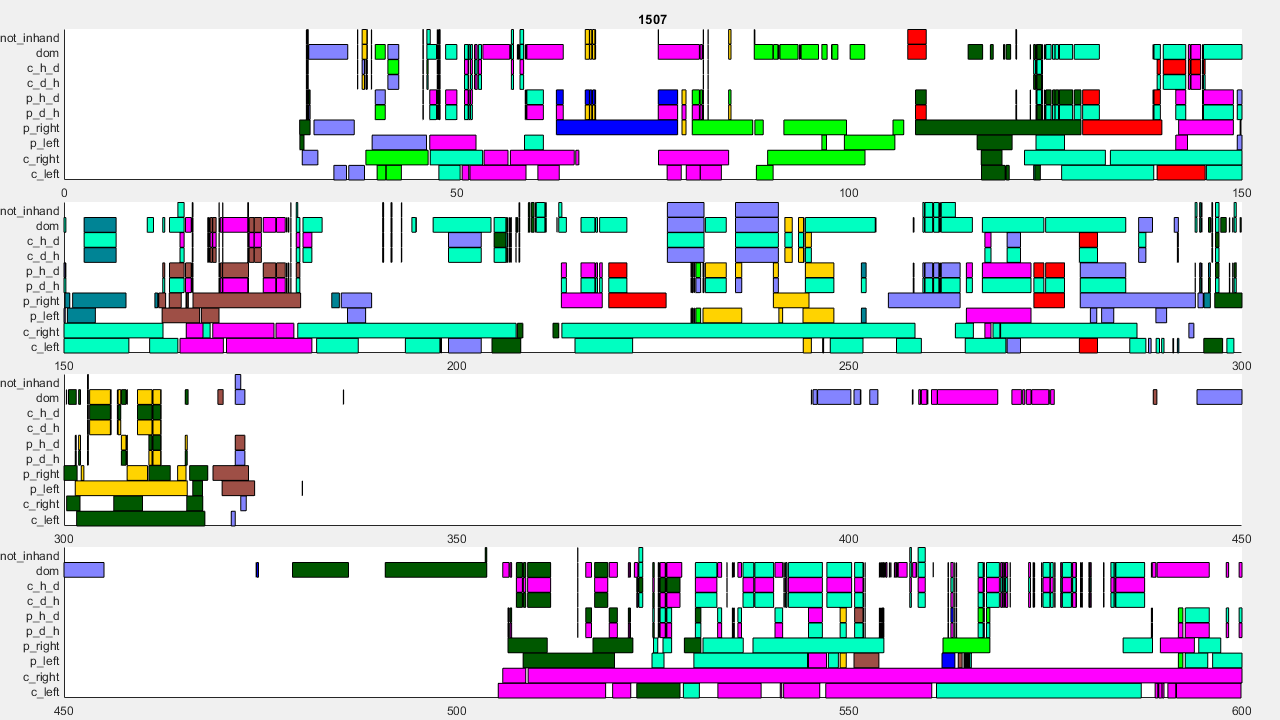 1507
not_inhand
dom
c_h_d
c_d_h
p_h_d
p_d_h
p_right
p_left
c_right
c_left
0 50 100 150
not_inhand
dom
c_h_d
c_d_h
p_h_d
p_d_h
p_right
p_left
c_right
c_left
150 200 250 300
not_inhand
dom
c_h_d
c_d_h
p_h_d
p_d_h
p_right
p_left
c_right
c_left
300 350 400 450
not_inhand
dom
c_h_d
c_d_h
p_h_d
p_d_h
p_right
p_left
c_right
c_left
450 500 550 600